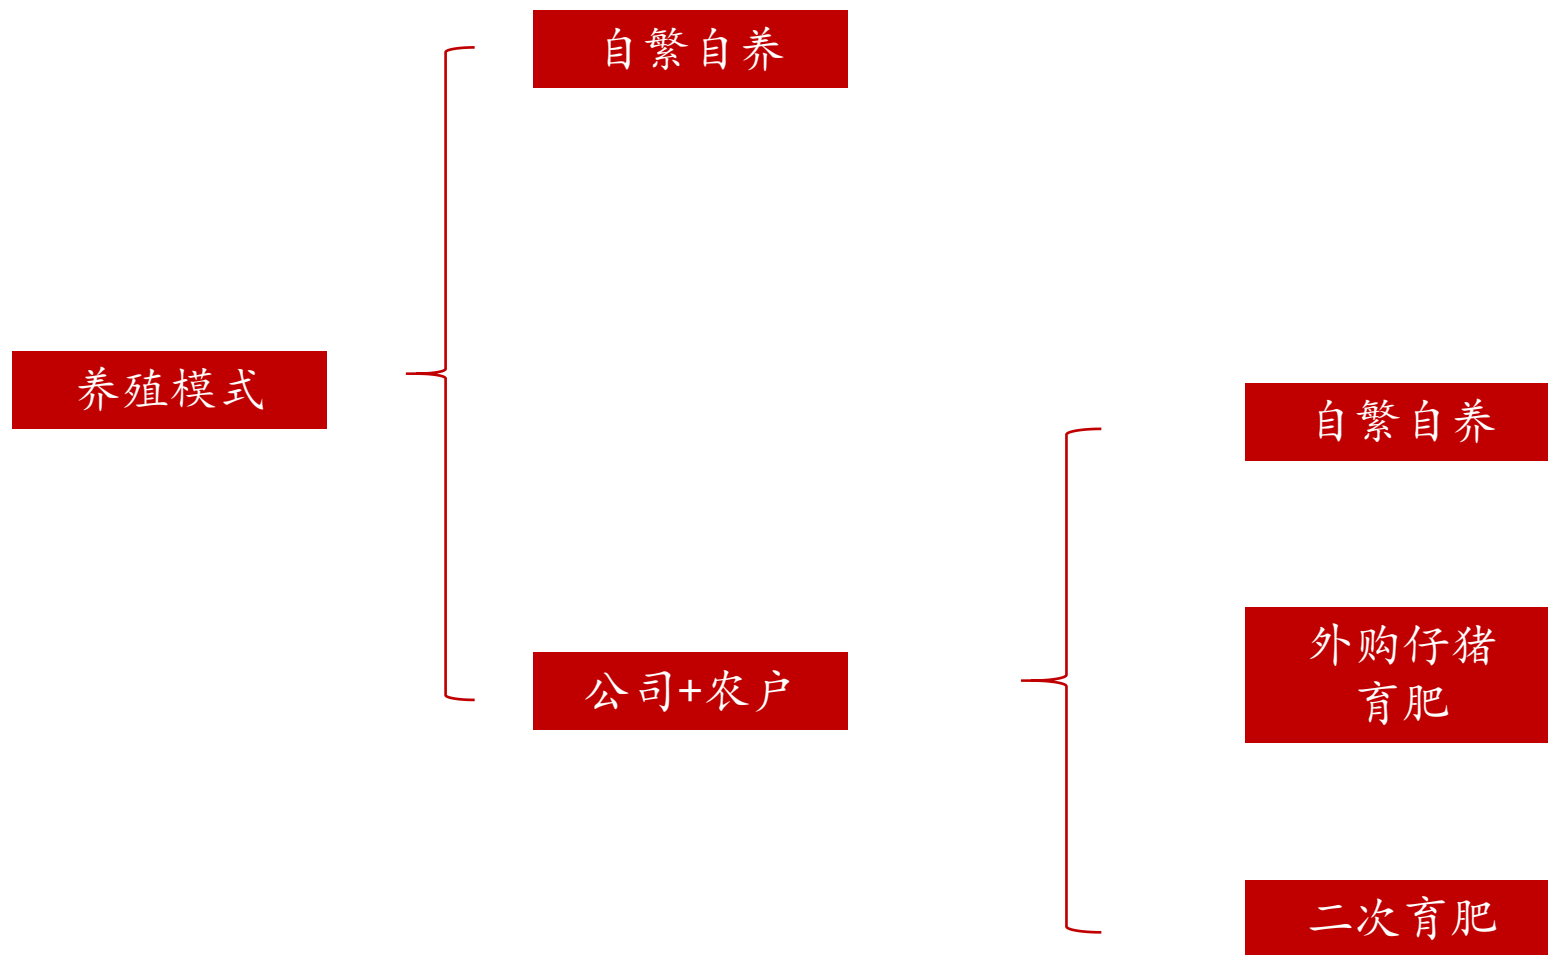 自繁自养
养殖模式
公司+农户
自繁自养
外购仔猪
育肥
二次育肥